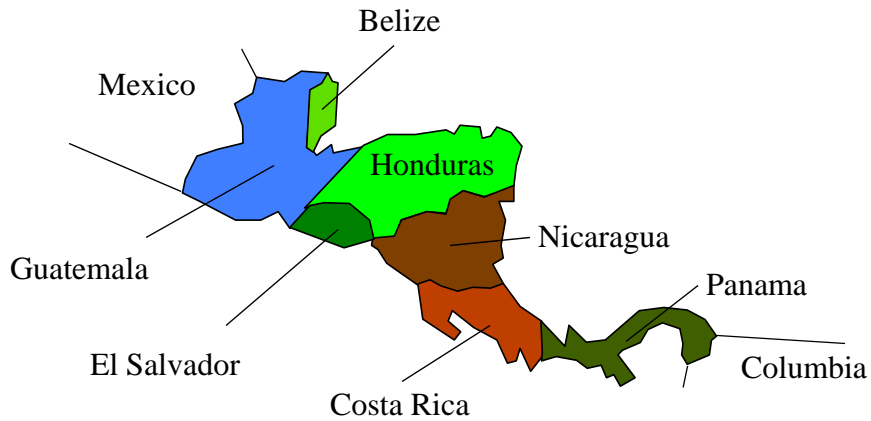 Belize
Mexico
Honduras
Nicaragua
Guatemala
Panama
El Salvador
Columbia
Costa Rica